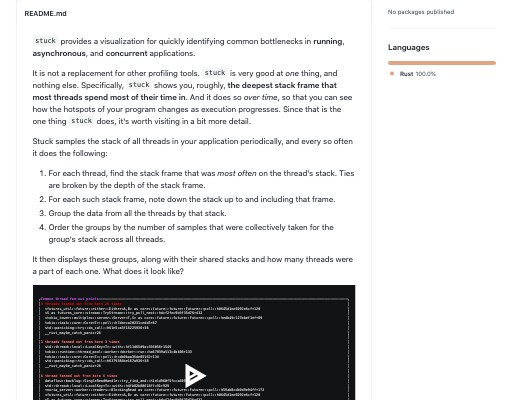 README.md
No packages published
Languages
Rust 100.0%
stuck provides a visualization for quickly identifying common bottlenecks in running,
asynchronous, and concurrent applications.
It is not a replacement for other profiling tools. stuck is very good at one thing, and
nothing else. Specifically, stuck shows you, roughly, the deepest stack frame that
most threads spend most of their time in. And it does so over time, so that you can see
how the hotspots of your program changes as execution progresses. Since that is the
one thing stuck does, it's worth visiting in a bit more detail.
Stuck samples the stack of all threads in your application periodically, and every so often
it does the following:
1. For each thread, find the stack frame that was most often on the thread's stack. Ties
are broken by the depth of the stack frame.
2. For each such stack frame, note down the stack up to and including that frame.
3. Group the data from all the threads by that stack.
4. Order the groups by the number of samples that were collectively taken for the
group's stack across all threads.
It then displays these groups, along with their shared stacks and how many threads were
a part of each one. What does it look like?